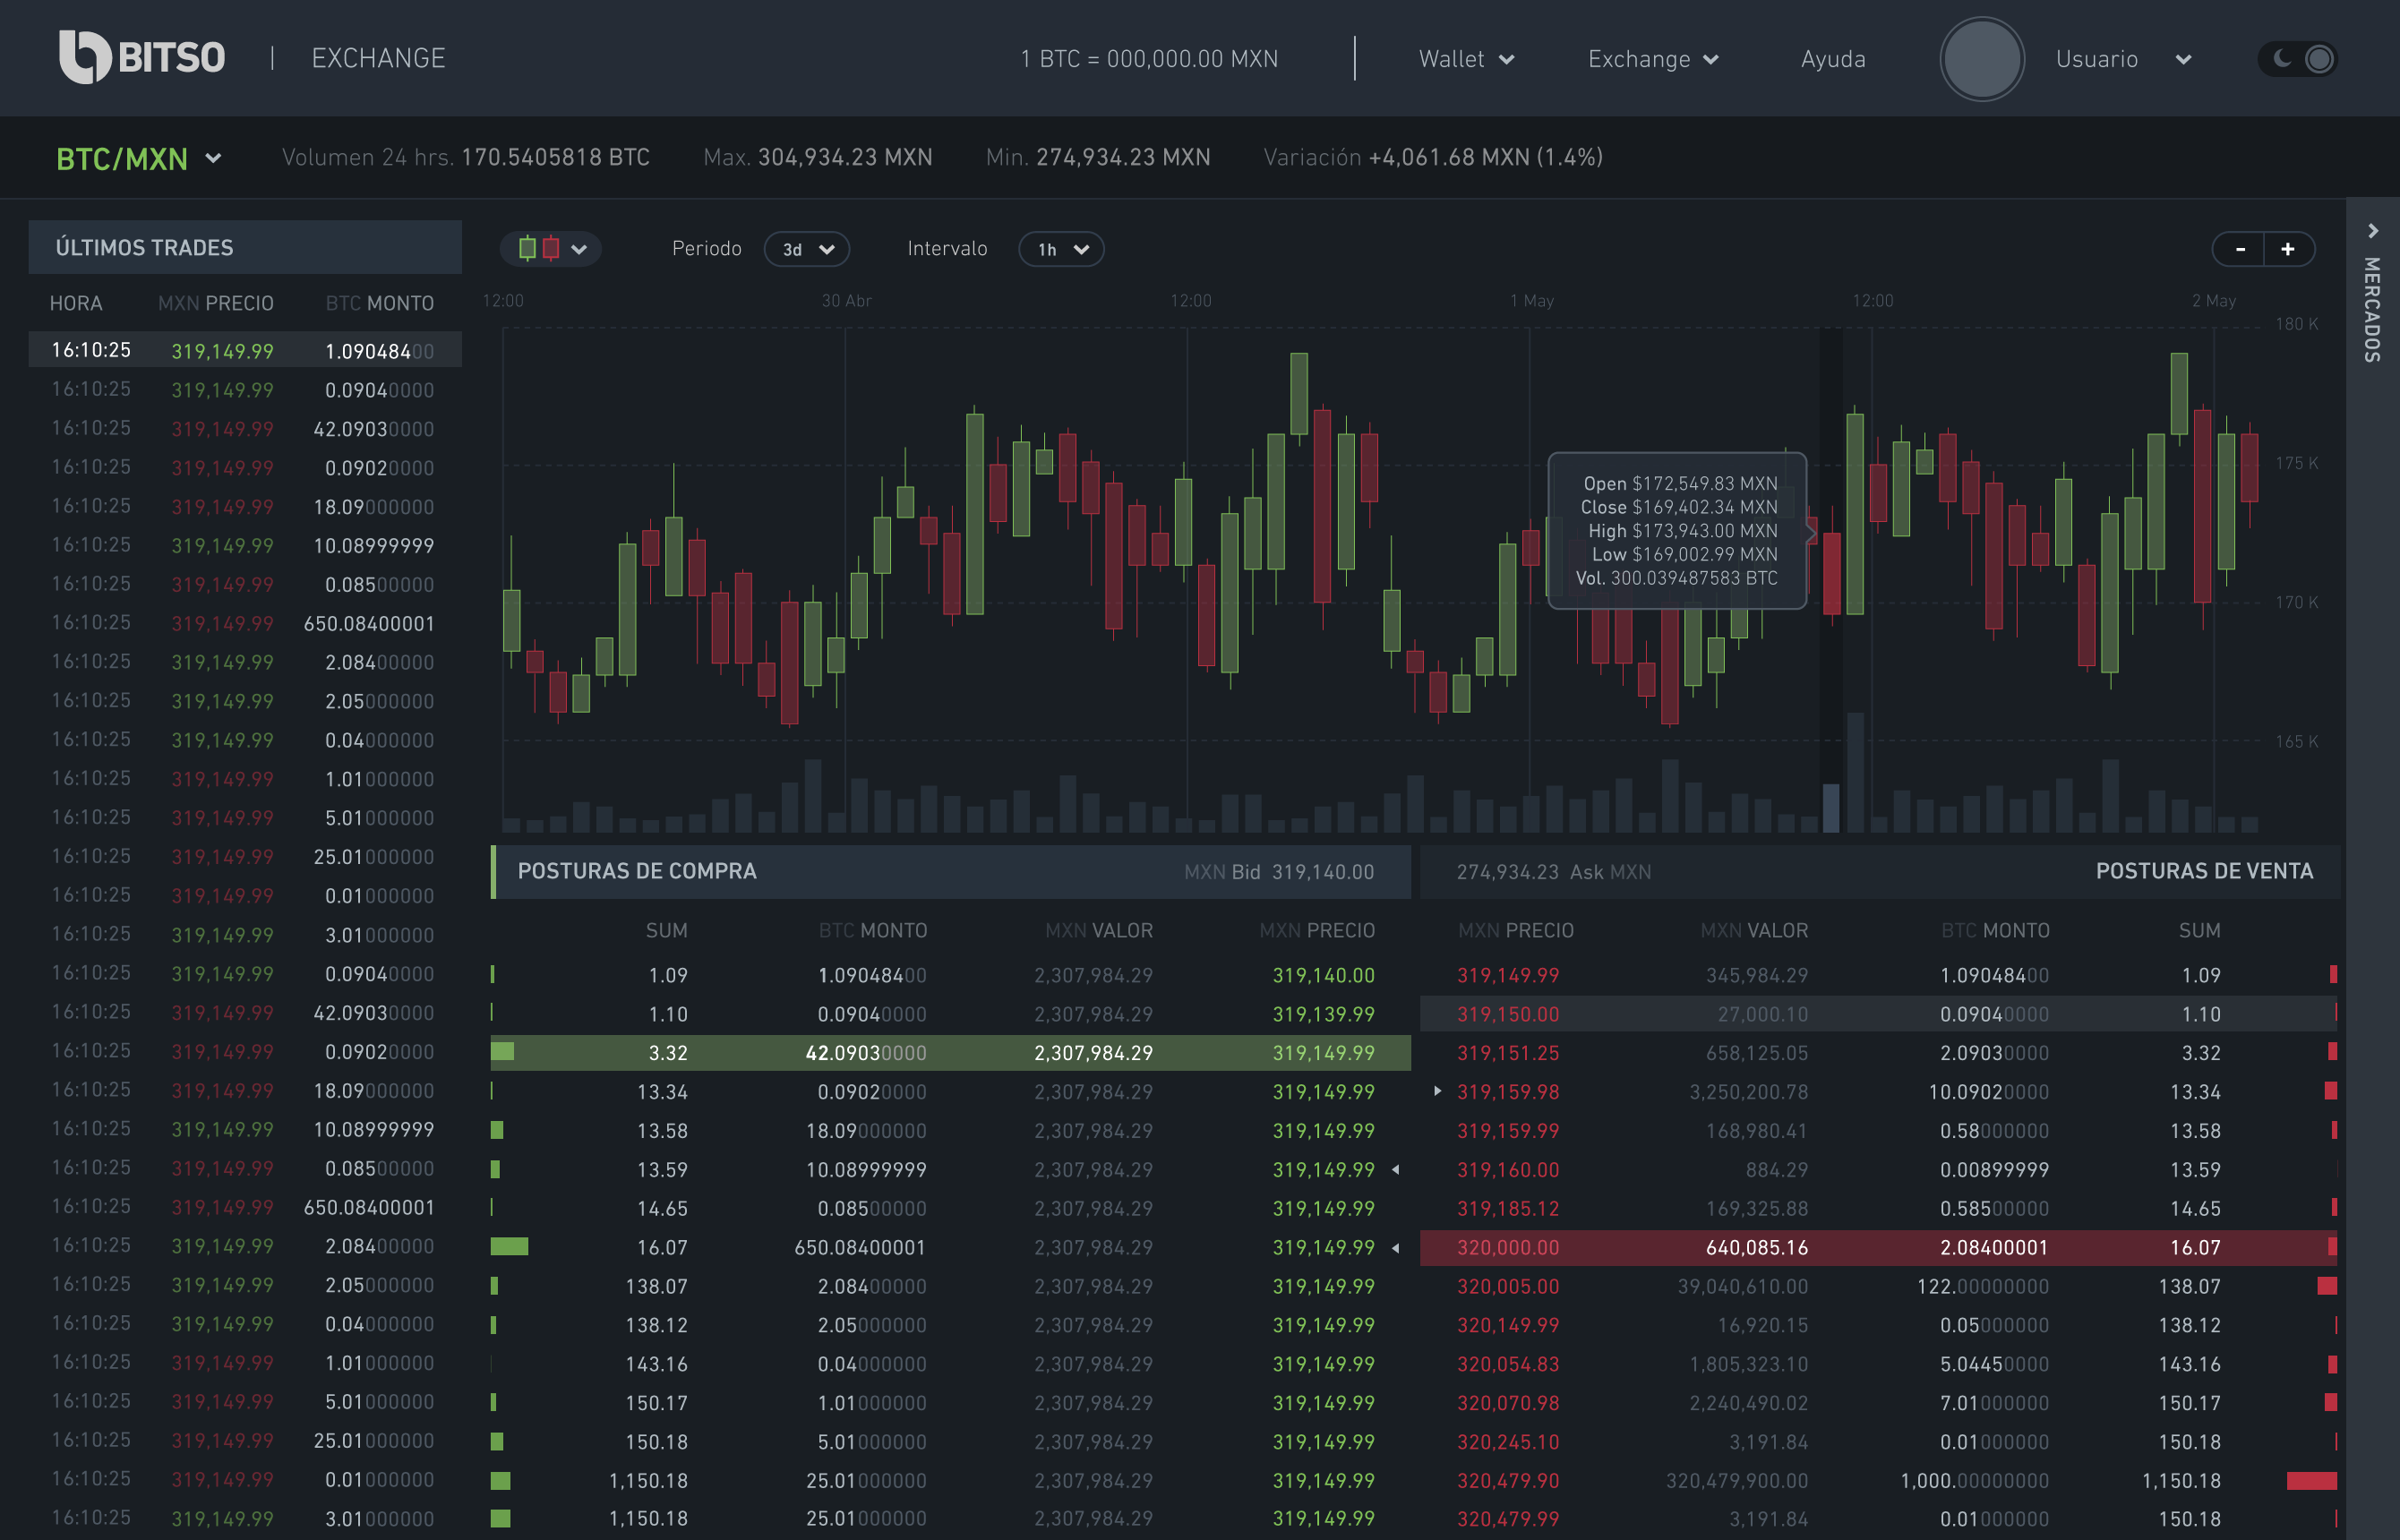 BITSO | EXCHANGE
1 BTC = 000,000.00 MXN
Wallet
Exchange
Ayuda
Usuario
BTC/MXN
Volumen 24 hrs. 170.5405818 BTC
Max. 304,934.23 MXN
Min. 274,934.23 MXN
Variación +4,061.68 MXN (1.4%)
ÚLTIMOS TRADES
HORA MXN PRECIO BTC MONTO
16:10:25 319,149.99 1.09048400
16:10:25 319,149.99 0.09040000
16:10:25 319,149.99 42.09030000
16:10:25 319,149.99 0.09020000
16:10:25 319,149.99 18.09000000
16:10:25 319,149.99 10.08999999
16:10:25 319,149.99 0.08500000
16:10:25 319,149.99 650.08400001
16:10:25 319,149.99 2.08400000
16:10:25 319,149.99 2.05000000
16:10:25 319,149.99 0.04000000
16:10:25 319,149.99 1.01000000
16:10:25 319,149.99 5.01000000
16:10:25 319,149.99 25.01000000
16:10:25 319,149.99 0.01000000
16:10:25 319,149.99 3.01000000
16:10:25 319,149.99 0.09040000
16:10:25 319,149.99 42.09030000
16:10:25 319,149.99 0.09020000
16:10:25 319,149.99 18.09000000
16:10:25 319,149.99 10.08999999
16:10:25 319,149.99 0.08500000
16:10:25 319,149.99 650.08400001
16:10:25 319,149.99 2.08400000
16:10:25 319,149.99 2.05000000
16:10:25 319,149.99 0.04000000
16:10:25 319,149.99 1.01000000
16:10:25 319,149.99 5.01000000
16:10:25 319,149.99 25.01000000
16:10:25 319,149.99 0.01000000
16:10:25 319,149.99 3.01000000
Periodo 3d Intervalo 1h
- +
12:00 30 Abr 12:00 1 May 12:00 2 May
180 K
175 K
170 K
165 K
Open $172,549.83 MXN
Close $169,402.34 MXN
High $173,943.00 MXN
Low $169,002.99 MXN
Vol. 300.039487583 BTC
MERCADOS
POSTURAS DE COMPRA MXN Bid 319,140.00
SUM BTC MONTO MXN VALOR MXN PRECIO
1.09 1.09048400 2,307,984.29 319,140.00
1.10 0.09040000 2,307,984.29 319,139.99
3.32 42.09030000 2,307,984.29 319,149.99
13.34 0.09020000 2,307,984.29 319,149.99
13.58 18.09000000 2,307,984.29 319,149.99
13.59 10.08999999 2,307,984.29 319,149.99
14.65 0.08500000 2,307,984.29 319,149.99
16.07 650.08400001 2,307,984.29 319,149.99
138.07 2.08400000 2,307,984.29 319,149.99
138.12 2.05000000 2,307,984.29 319,149.99
143.16 0.04000000 2,307,984.29 319,149.99
150.17 1.01000000 2,307,984.29 319,149.99
150.18 5.01000000 2,307,984.29 319,149.99
1,150.18 25.01000000 2,307,984.29 319,149.99
1,150.18 25.01000000 2,307,984.29 319,149.99
274,934.23 Ask MXN POSTURAS DE VENTA
MXN PRECIO MXN VALOR BTC MONTO SUM
319,149.99 345,984.29 1.09048400 1.09
319,150.00 27,000.10 0.09040000 1.10
319,151.25 658,125.05 2.09030000 3.32
319,159.98 3,250,200.78 10.09020000 13.34
319,159.99 168,980.41 0.58000000 13.58
319,160.00 884.29 0.00899999 13.59
319,185.12 169,325.88 0.58500000 14.65
320,000.00 640,085.16 2.08400001 16.07
320,005.00 39,040,610.00 122.00000000 138.07
320,149.99 16,920.15 0.05000000 138.12
320,054.83 1,805,323.10 5.04450000 143.16
320,070.98 2,240,490.02 7.01000000 150.17
320,245.10 3,191.84 0.01000000 150.18
320,479.90 320,479,900.00 1,000.00000000 1,150.18
320,479.99 3,191.84 0.01000000 150.18